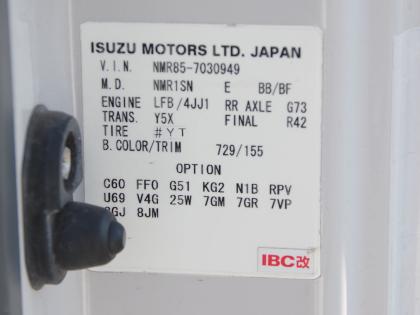 ISUZU MOTORS LTD. JAPAN
V.I.N. NMR85-7030949
M.D. NMR1SN E BB/BF
ENGINE LFB/4JJ1 RR AXLE G73
TRANS. Y5X FINAL R42
TIRE #YT
B.COLOR/TRIM 729/155
OPTION
C60 FFO G51 KG2 N1B RPV
U69 V4G 25W 7GM 7GR 7VP
8JM
IBC改